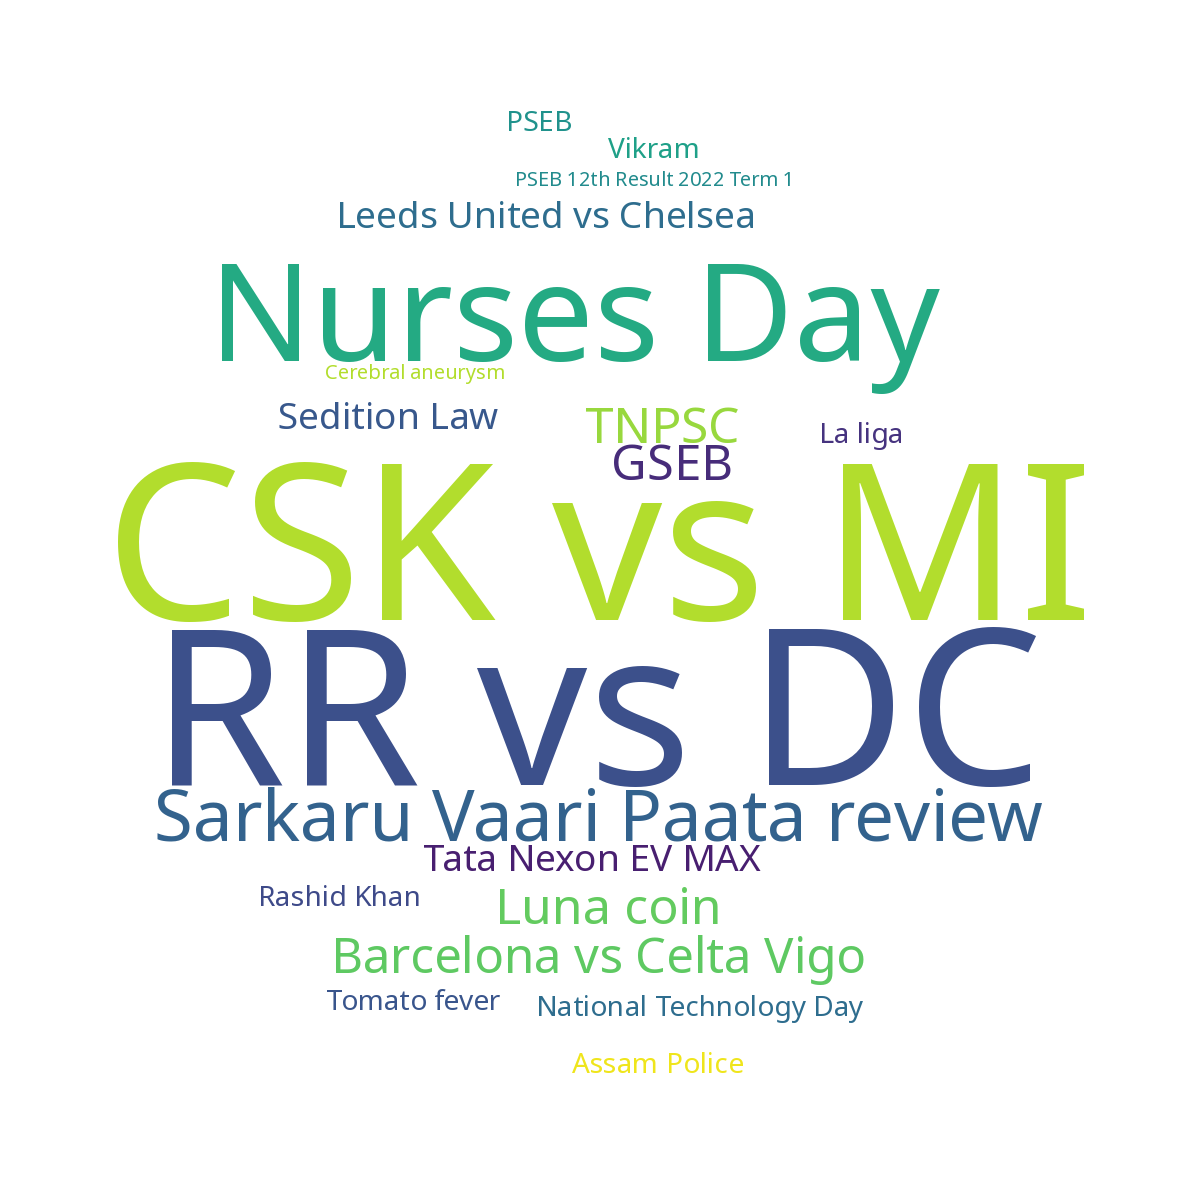 PSEB
Vikram
PSEB 12th Result 2022 Term 1
Leeds United vs Chelsea
Nurses Day
Cerebral aneurysm
Sedition Law
TNPSC
La liga
GSEB
CSK vs MI
RR vs DC
Sarkaru Vaari Paata review
Tata Nexon EV MAX
Rashid Khan
Luna coin
Barcelona vs Celta Vigo
Tomato fever
National Technology Day
Assam Police